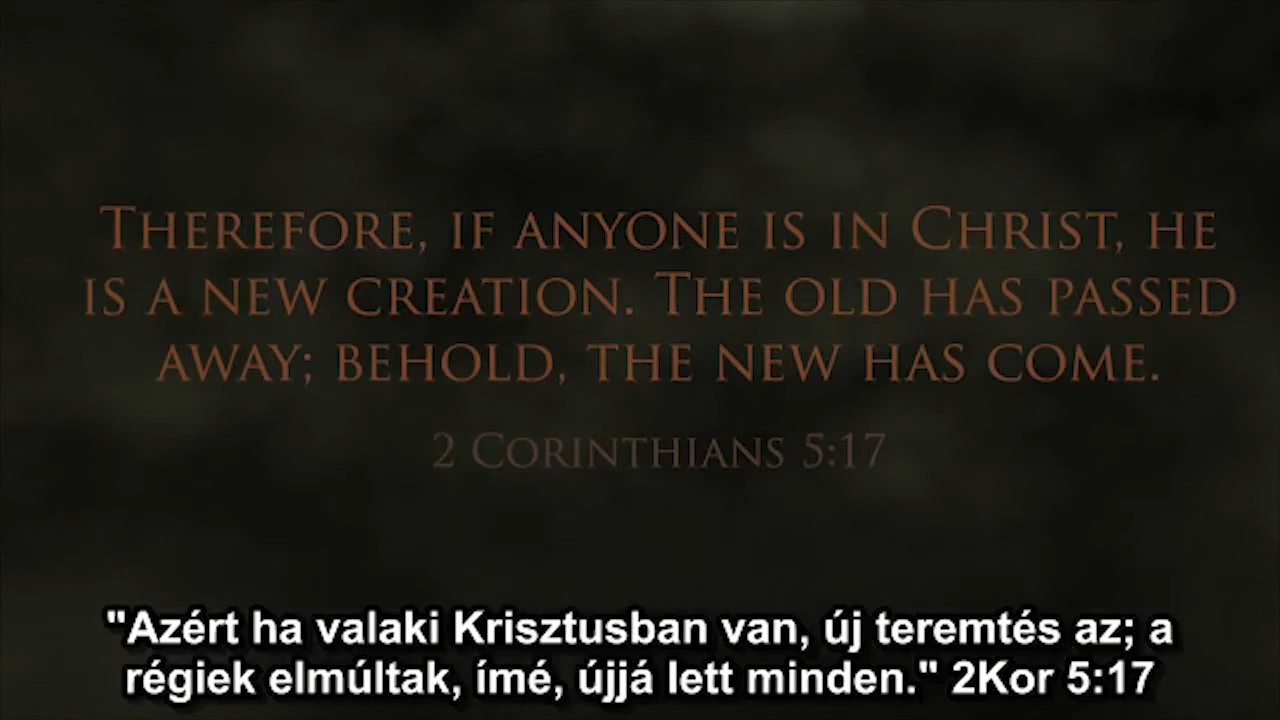 Therefore, if anyone is in Christ, he
is a new creation. The old has passed
away; behold, the new has come.
2 Corinthians 5:17
"Azért ha valaki Krisztusban van, új teremtés az; a
régiek elmúltak, ímé, újjá lett minden." 2Kor 5:17